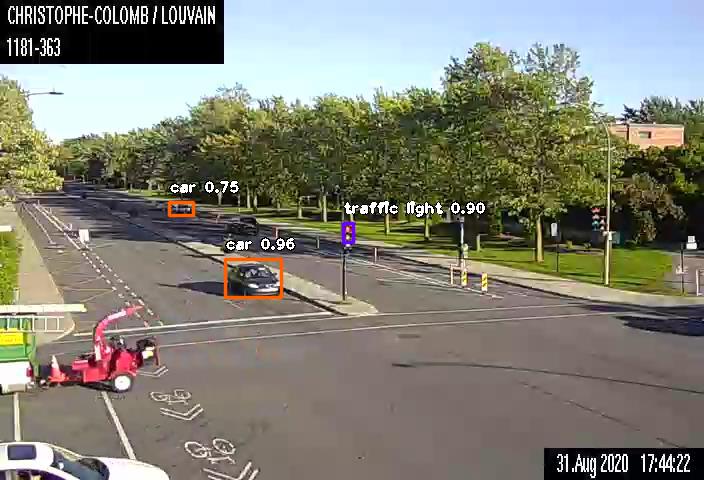 CHRISTOPHE-COLOMB / LOUVAIN
1181-363
car 0.75
traffic light 0.90
car 0.96
31.Aug 2020 17:44:22